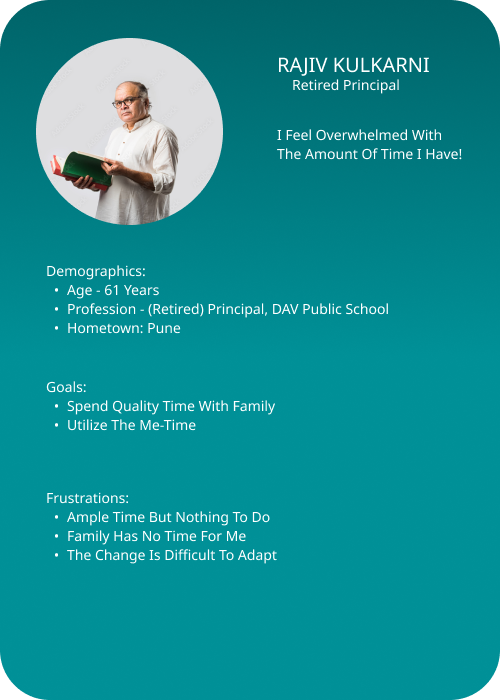 RAJIV KULKARNI
Retired Principal
I Feel Overwhelmed With
The Amount Of Time I Have!
Demographics:
• Age - 61 Years
• Profession - (Retired) Principal, DAV Public School
• Hometown: Pune
Goals:
• Spend Quality Time With Family
• Utilize The Me-Time
Frustrations:
• Ample Time But Nothing To Do
• Family Has No Time For Me
• The Change Is Difficult To Adapt